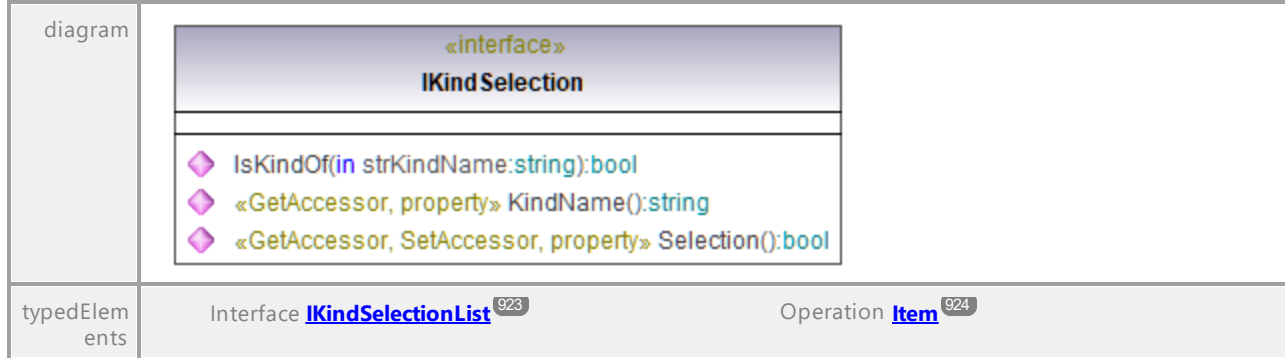 diagram
«interface»
IKindSelection
IsKindOf(in strKindName:string):bool
«GetAccessor, property» KindName():string
«GetAccessor, SetAccessor, property» Selection():bool
typedElem
ents
Interface IKindSelectionList 923 Operation Item 924